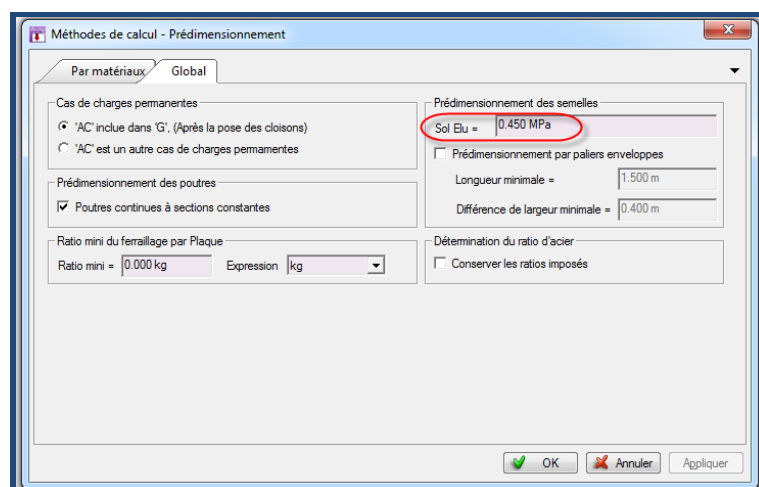 Méthodes de calcul - Prédimensionnement
Par matériaux
Global
Cas de charges permanentes
'AC' inclue dans 'G', (Après la pose des cloisons)
'AC' est un autre cas de charges permamentes
Prédimensionnement des poutres
Poutres continues à sections constantes
Ratio mini du ferraillage par Plaque
Ratio mini = 0.000 kg Expression kg
Prédimensionnement des semelles
Sol Elu = 0.450 MPa
Prédimensionnement par paliers enveloppes
Longueur minimale = 1.500 m
Différence de largeur minimale = 0.400 m
Détermination du ratio d'acier
Conserver les ratios imposés
OK Annuler Appliquer